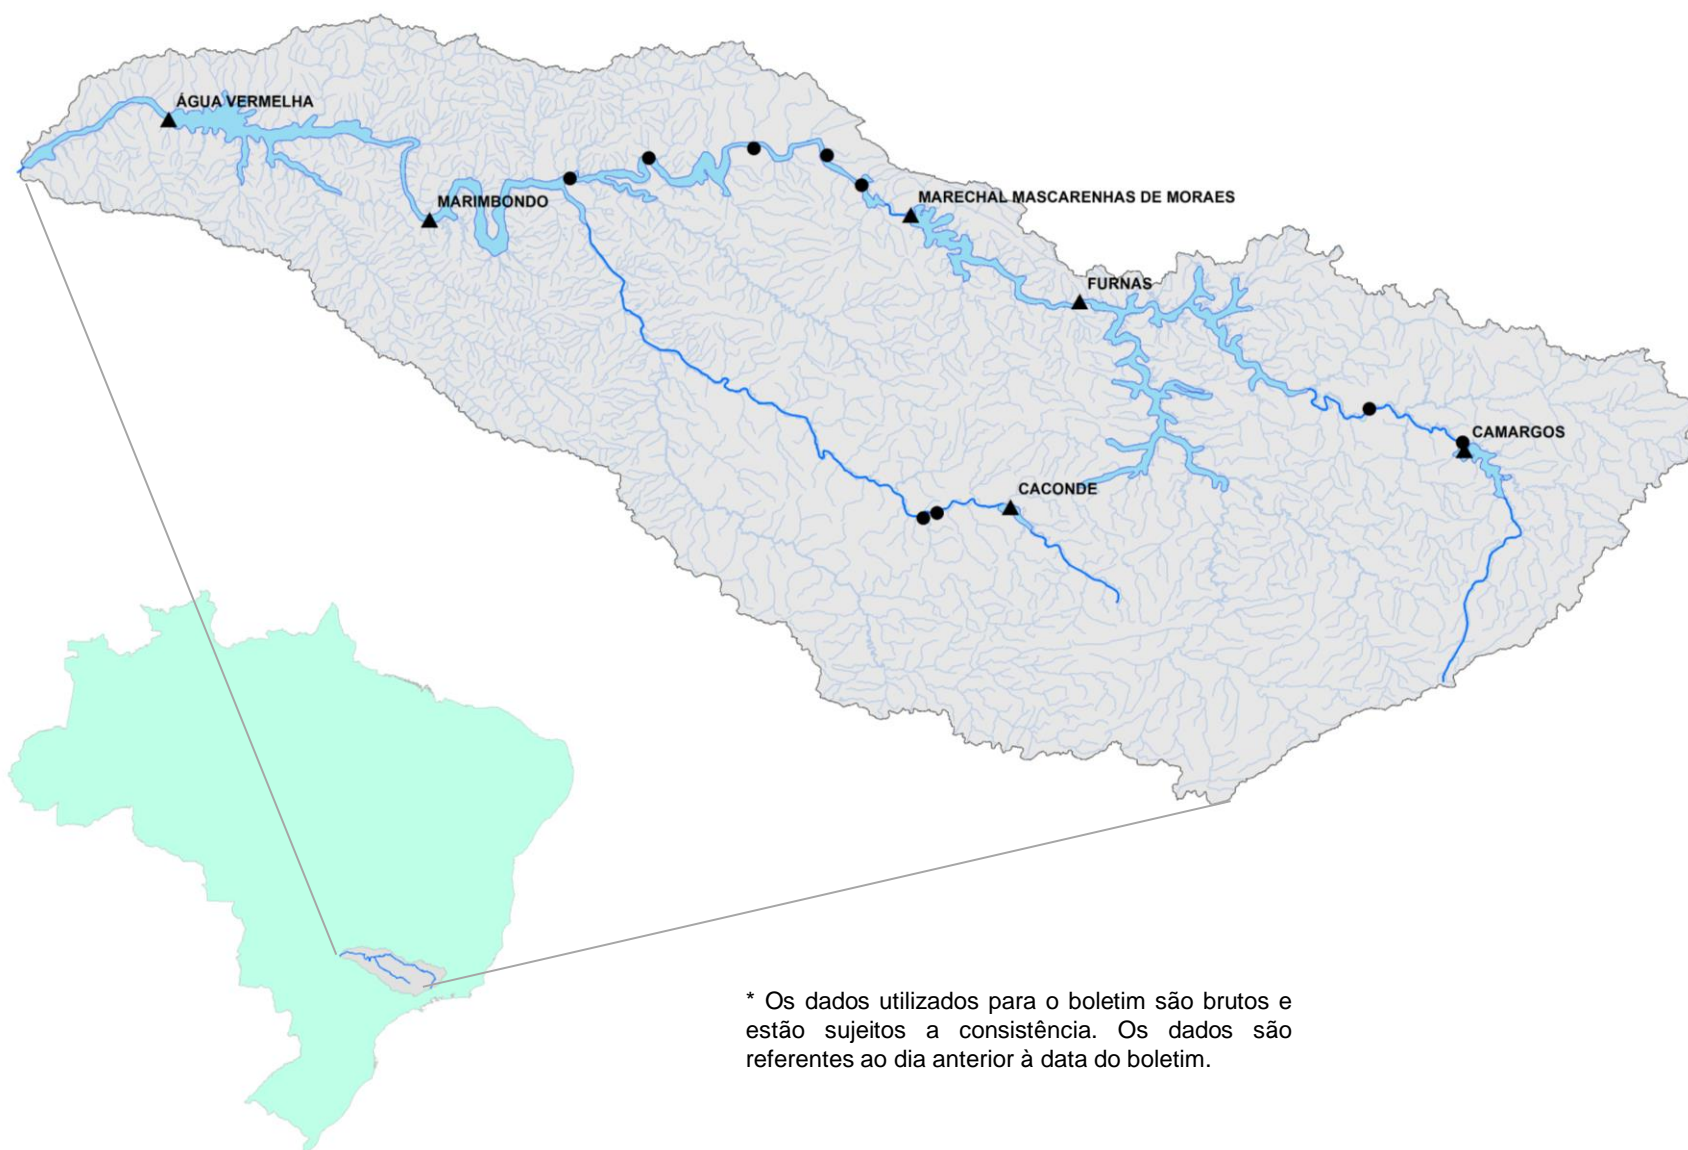 ÁGUA VERMELHA
MARIMBONDO
MARECHAL MASCARENHAS DE MORAES
FURNAS
CAMARGOS
CACONDE
* Os dados utilizados para o boletim são brutos e
estão sujeitos a consistência. Os dados são
referentes ao dia anterior à data do boletim.